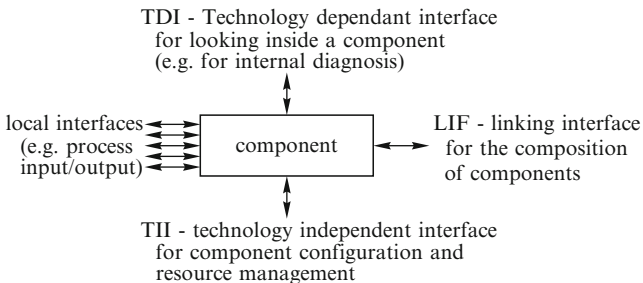 TDI - Technology dependant interface
for looking inside a component
(e.g. for internal diagnosis)
local interfaces
(e.g. process
input/output)
component
LIF - linking interface
for the composition
of components
TII - technology independent interface
for component configuration and
resource management